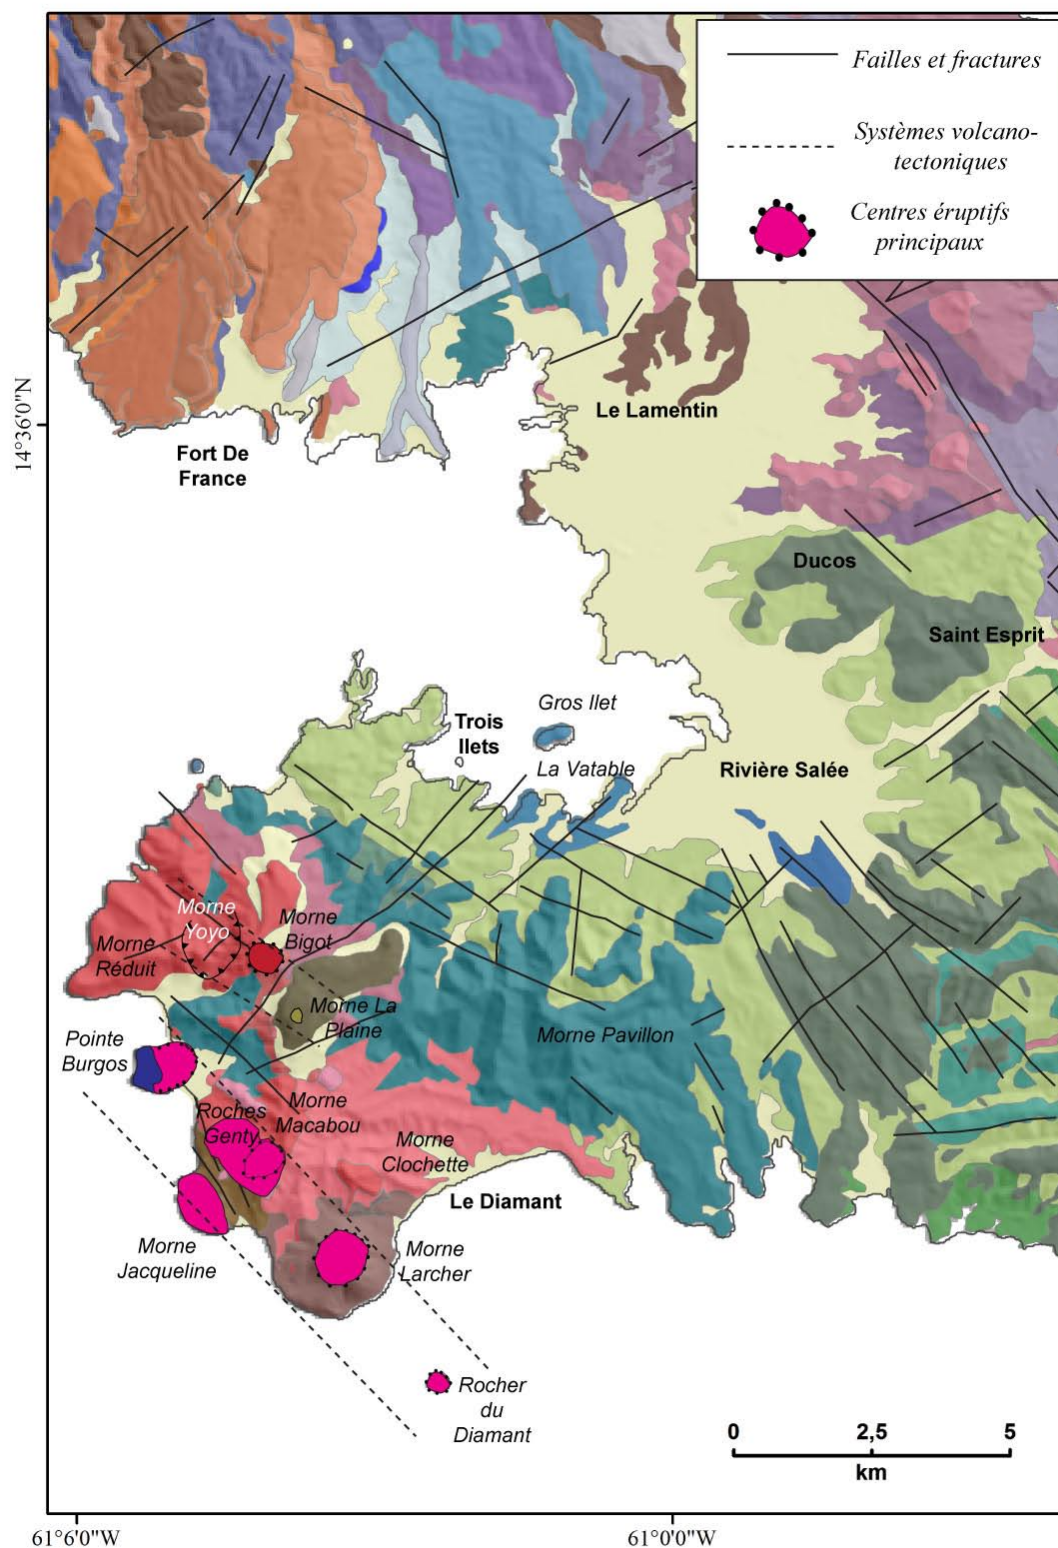 Failles et fractures
Systèmes volcano-
tectoniques
Centres éruptifs
principaux
14°36'0"N
Le Lamentin
Fort De
France
Ducos
Saint Esprit
Gros Ilet
Trois
Ilets
La Vatable
Rivière Salée
Morne
Yoyo
Morne
Bigot
Morne
Réduit
Morne La
Plaine
Pointe
Burgos
Morne Pavillon
Roches
Genty
Morne
Macabou
Morne
Clochette
Le Diamant
Morne
Jacqueline
Morne
Larcher
Rocher
du
Diamant
0 2,5 5
km
61°6'0"W 61°0'0"W